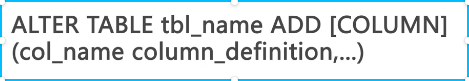 ALTER TABLE tbl_name ADD [COLUMN]
(col_name column_definition,...)